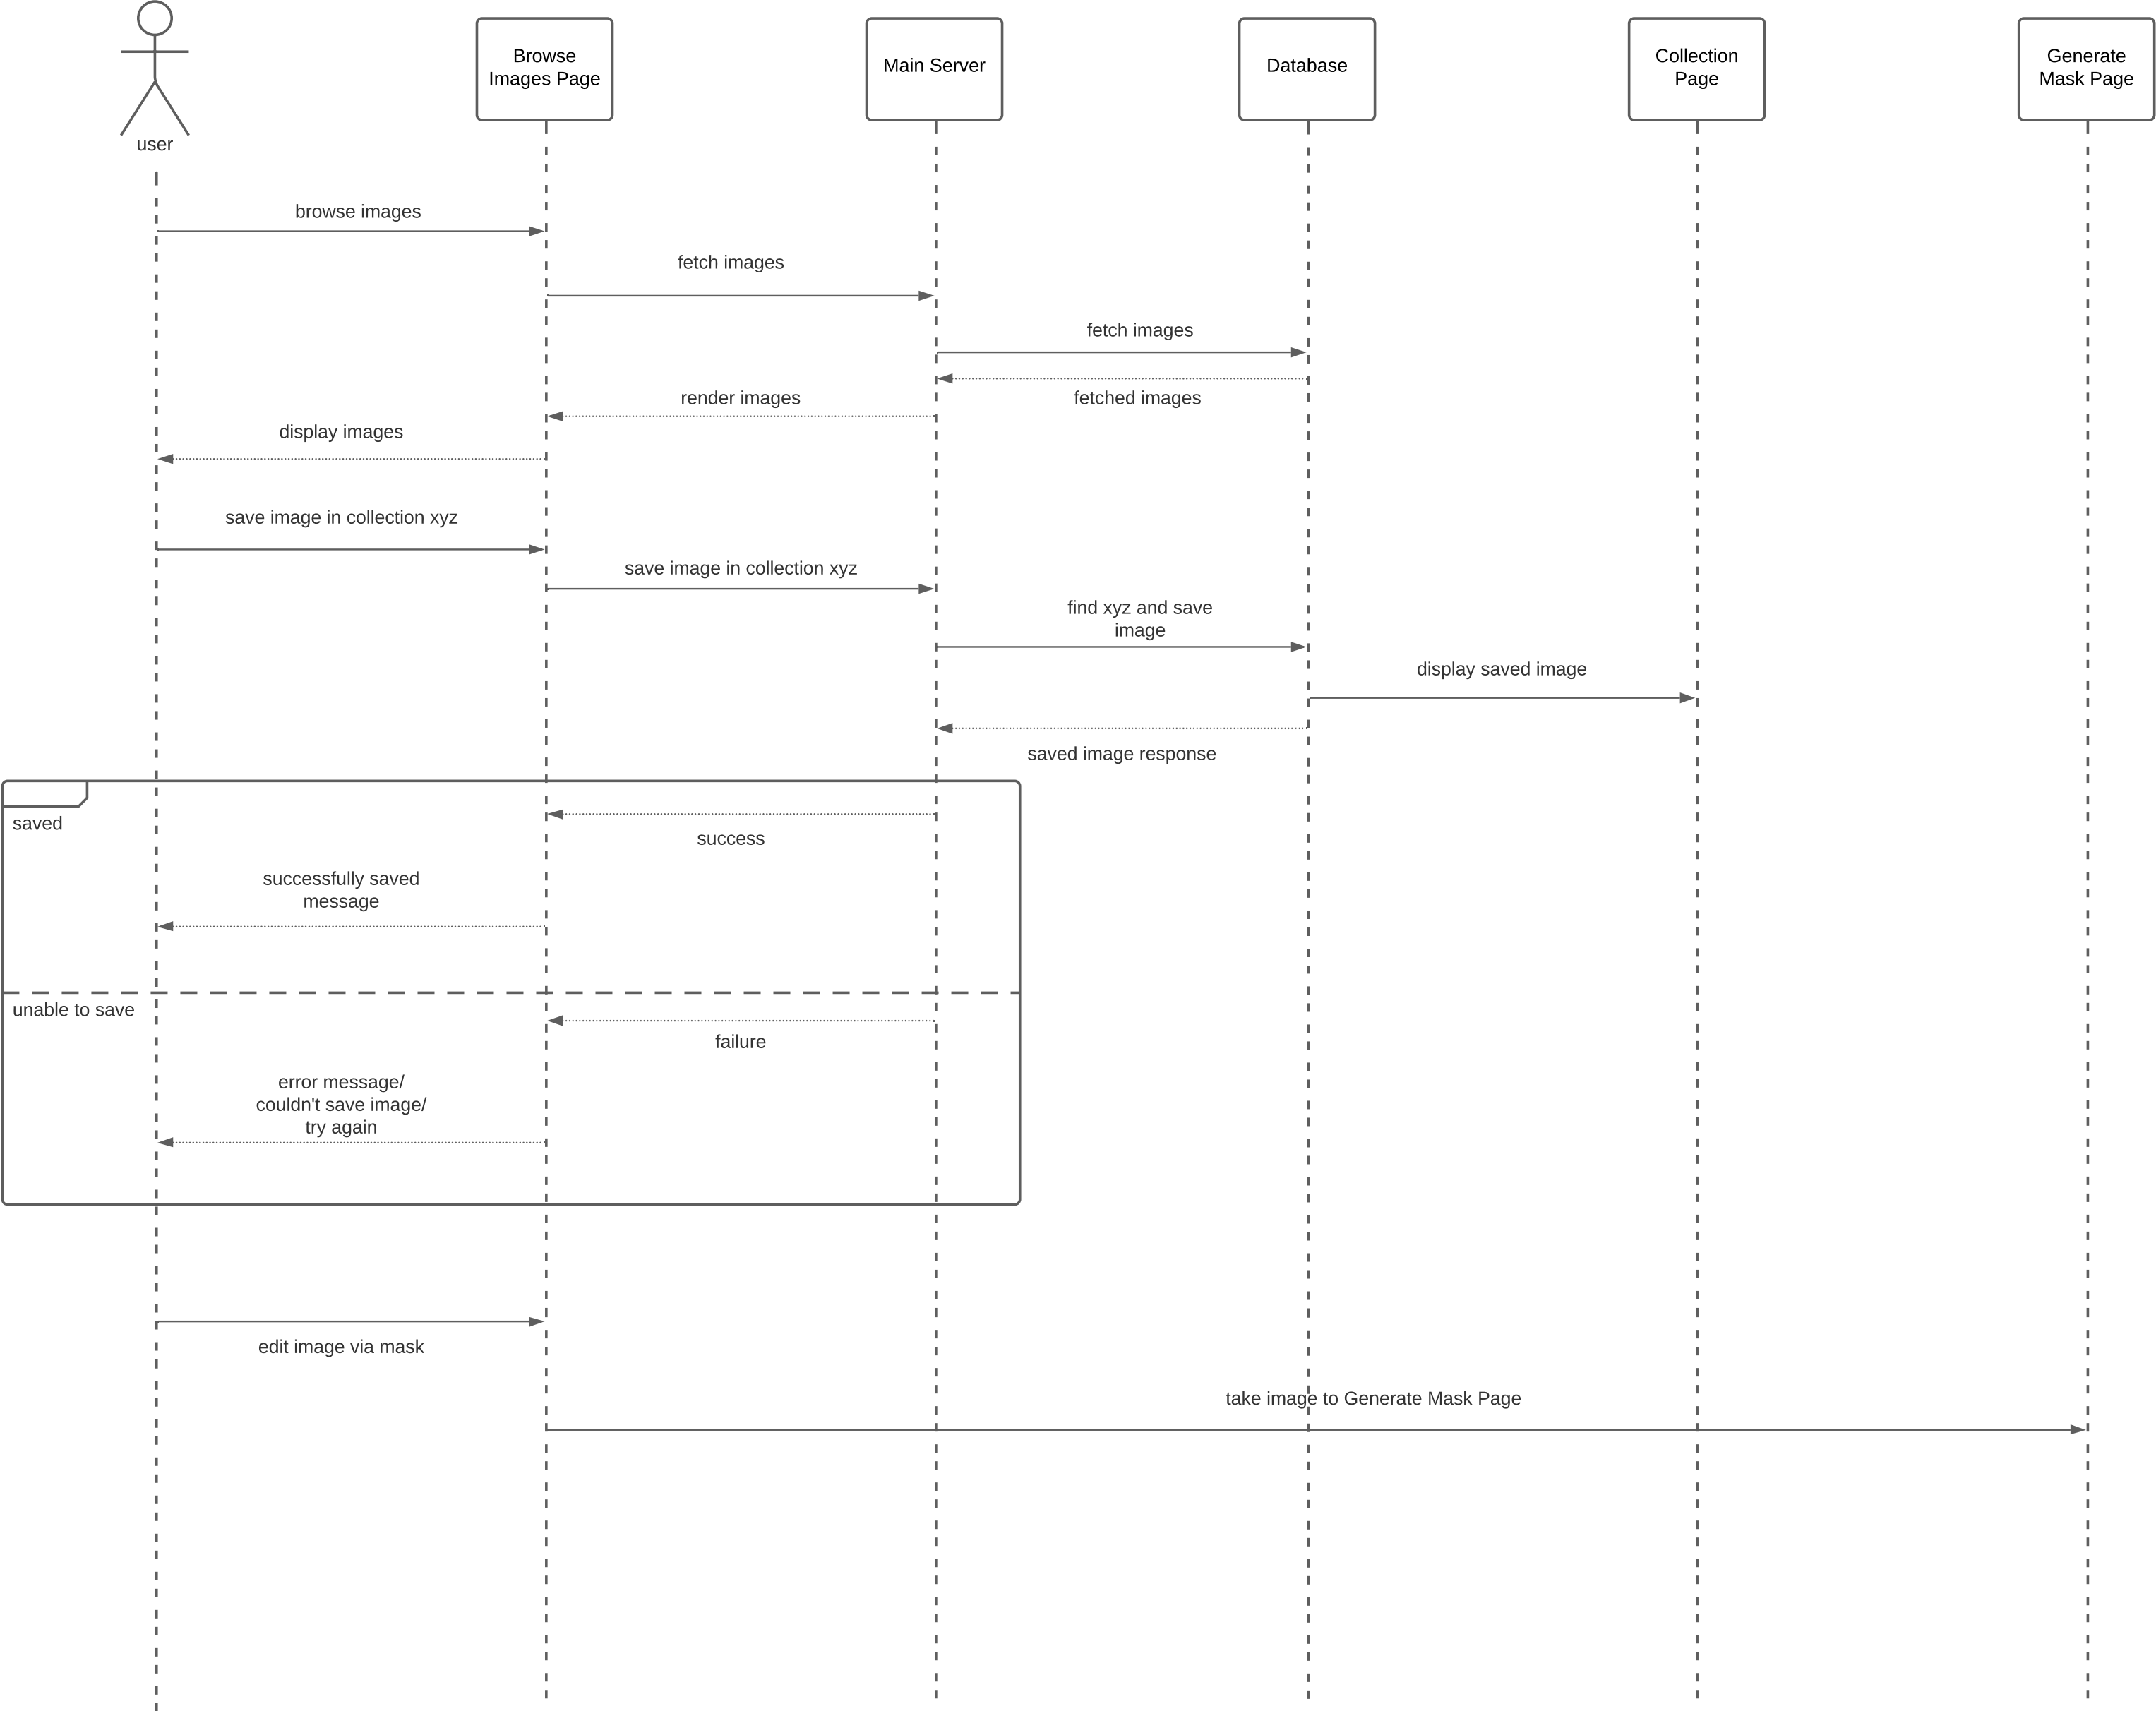 user
Browse
Images Page
Main Server
Database
Collection
Page
Generate
Mask Page
browse images
fetch images
fetch images
fetched images
render images
display images
save image in collection xyz
save image in collection xyz
find xyz and save
image
display saved image
saved image response
saved
success
successfully saved
message
unable to save
failure
error message/
couldn't save image/
try again
edit image via mask
take image to Generate Mask Page